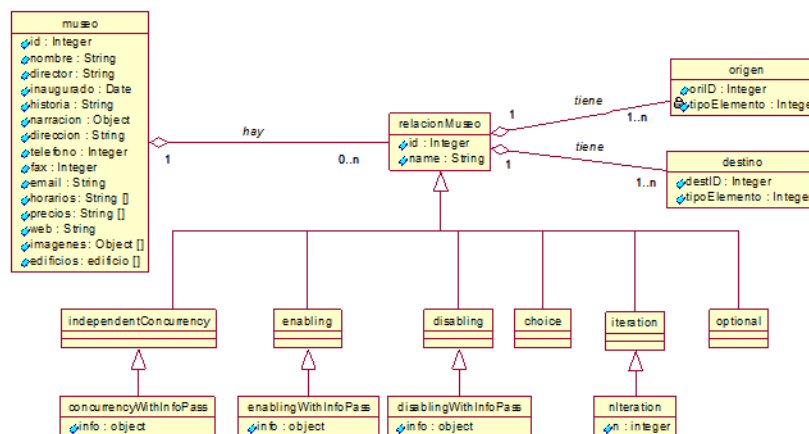 museo
id : Integer
nombre : String
director : String
inaugurado : Date
historia : String
narracion : Object
direccion : String
telefono : Integer
fax : Integer
email : String
horarios : String []
precios : String []
web : String
imagenes : Object []
edificios : edificio []
hay
1
0..n
relacionMuseo
id : Integer
name : String
1
tiene
1..n
origen
oriID : Integer
tipoElemento : Integer
1
tiene
1..n
destino
destID : Integer
tipoElemento : Integer
independentConcurrency
enabling
disabling
choice
iteration
optional
concurrencyWithInfoPass
info : object
enablingWithInfoPass
info : object
disablingWithInfoPass
info : object
nIteration
n : integer